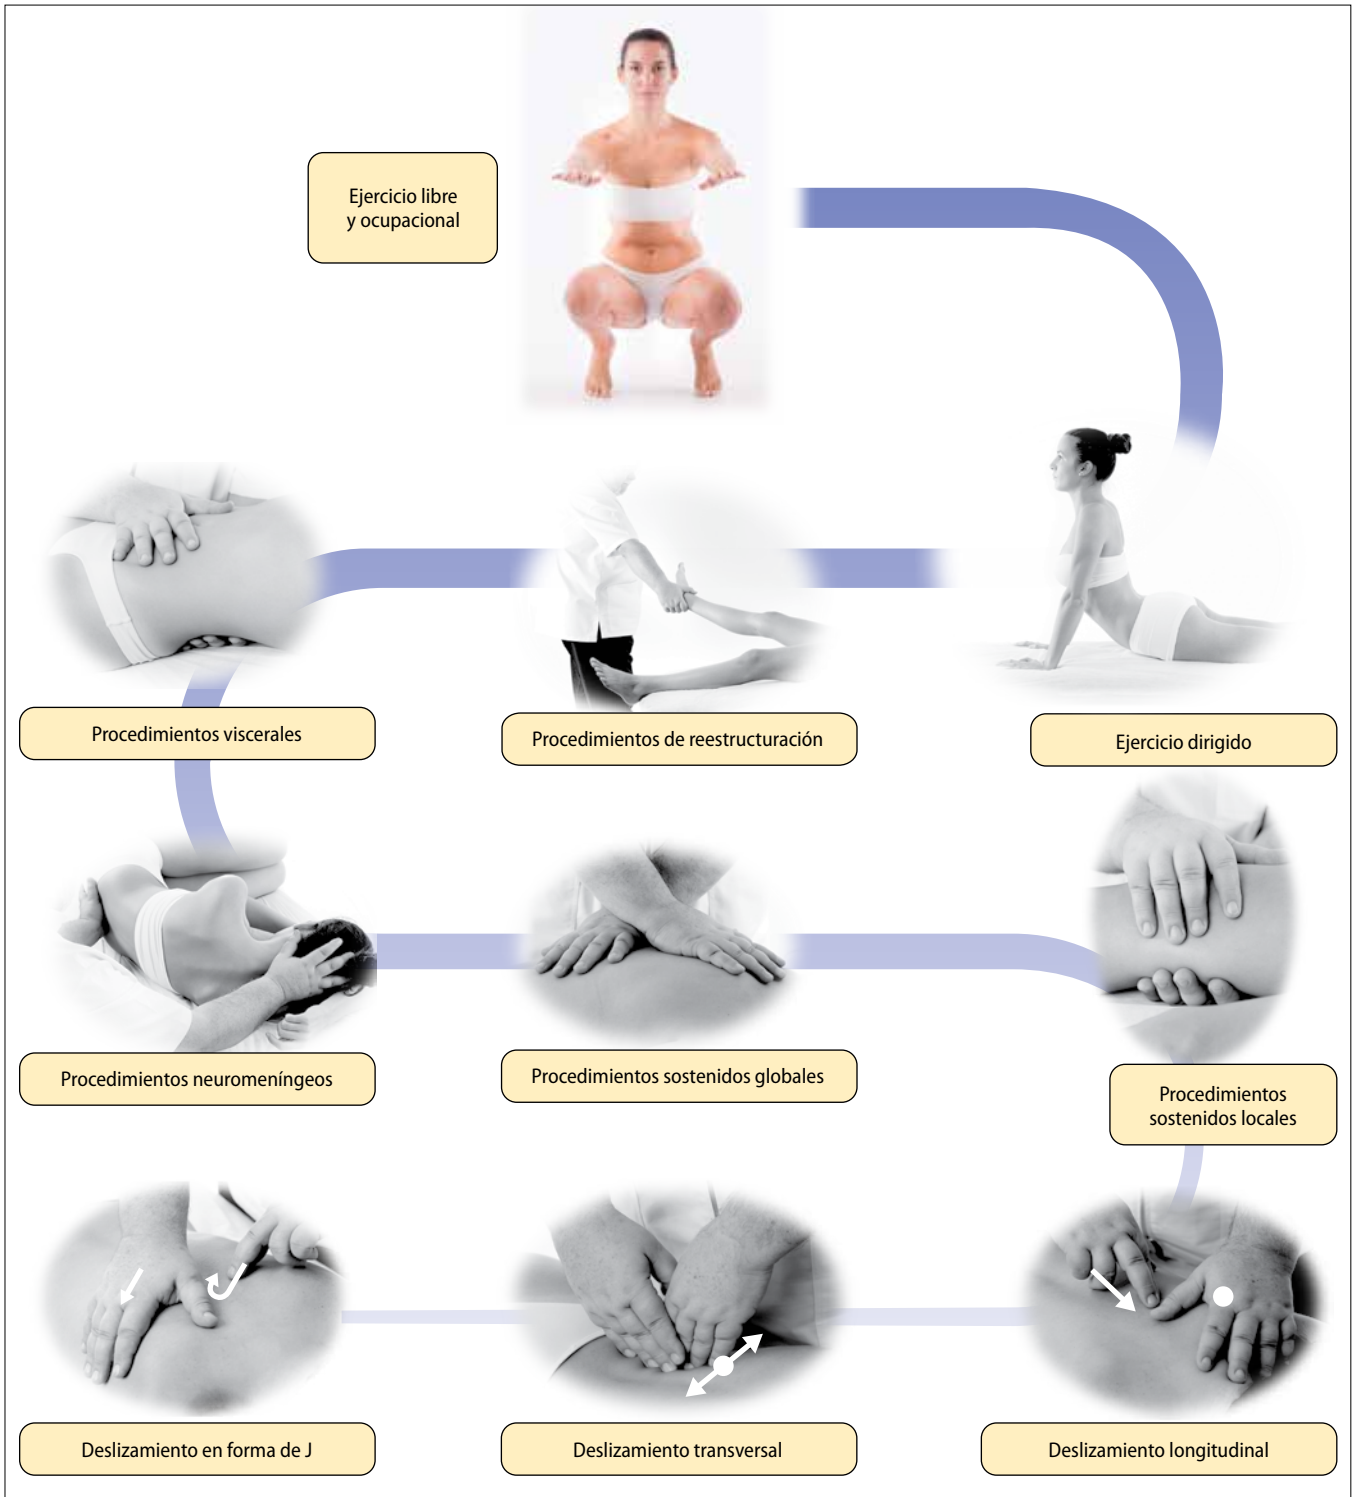 Ejercicio libre
y ocupacional
Procedimientos viscerales
Procedimientos de reestructuración
Ejercicio dirigido
Procedimientos neuromeníngeos
Procedimientos sostenidos globales
Procedimientos
sostenidos locales
Deslizamiento en forma de J
Deslizamiento transversal
Deslizamiento longitudinal